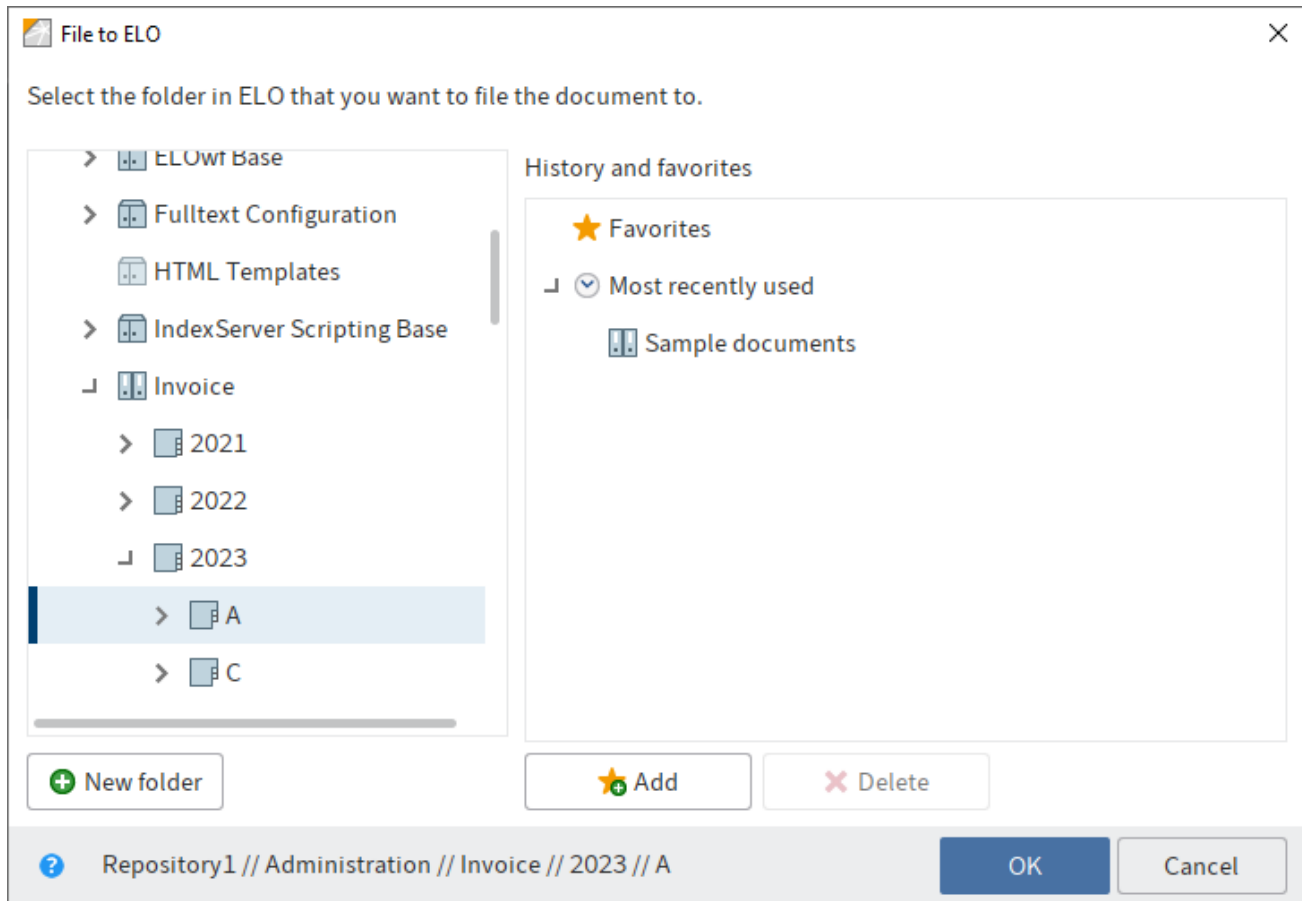 File to ELO
Select the folder in ELO that you want to file the document to.
ELOwf Base
Fulltext Configuration
HTML Templates
IndexServer Scripting Base
Invoice
2021
2022
2023
A
C
New folder
History and favorites
Favorites
Most recently used
Sample documents
Add
Delete
Repository1 // Administration // Invoice // 2023 // A
OK
Cancel